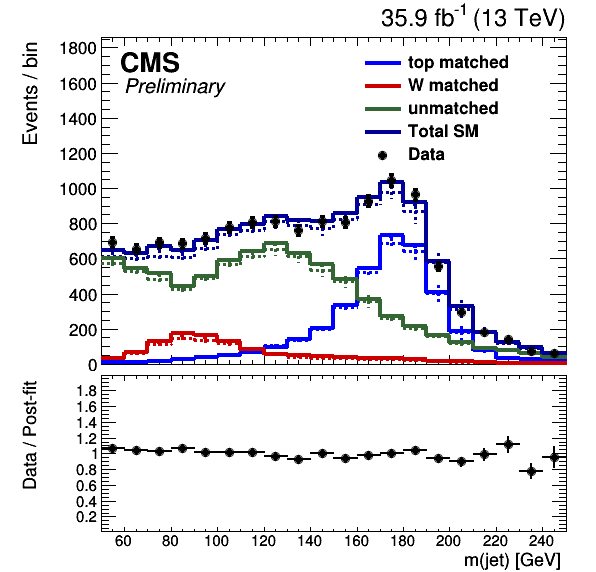 35.9 fb⁻¹ (13 TeV)
CMS
Preliminary
top matched
W matched
unmatched
Total SM
Data
Events / bin
1800
1600
1400
1200
1000
800
600
400
200
0
Data / Post-fit
1.8
1.6
1.4
1.2
1
0.8
0.6
0.4
0.2
60 80 100 120 140 160 180 200 220 240
m(jet) [GeV]